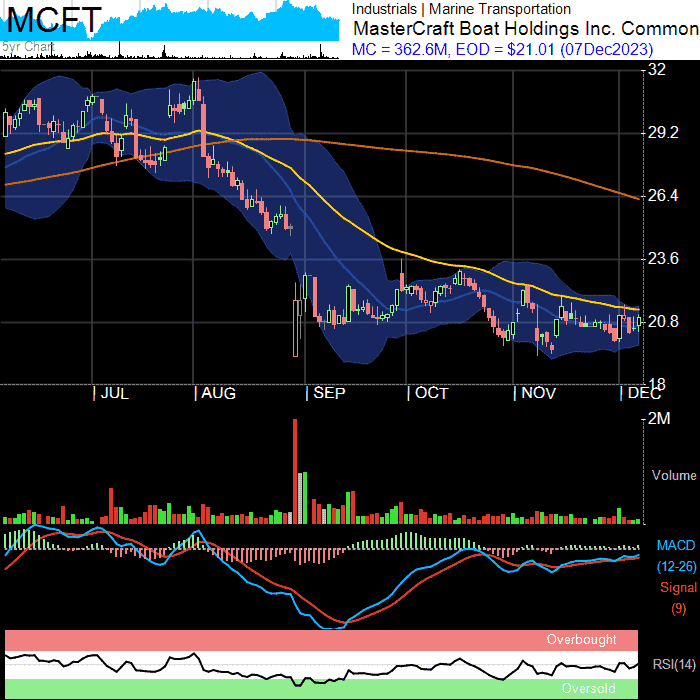 MCFT
5yr Chart
Industrials | Marine Transportation
MasterCraft Boat Holdings Inc. Common
MC = 362.6M, EOD = $21.01 (07Dec2023)
32
29.2
26.4
23.6
20.8
18
| JUL
| AUG
| SEP
| OCT
| NOV
| DEC
2M
Volume
MACD
(12-26)
Signal
(9)
Overbought
RSI(14)
Oversold